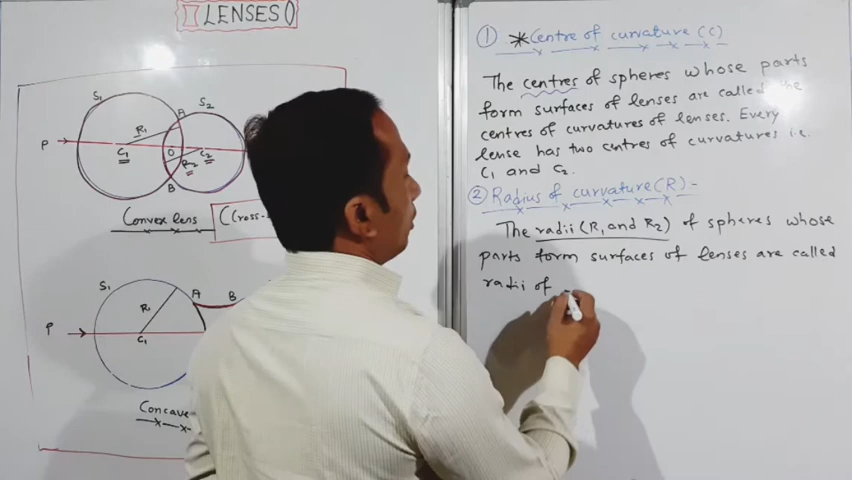 LENSES()
S₁
S₂
A
R₁
P
C₁
O
C₂
R₂
B
Convex lens
(Cross-
S₁
R₁
A
B
P
C₁
Concave
① *Centre of curvature (C)
The centres of spheres whose parts
form surfaces of lenses are called the
centres of curvatures of lenses. Every
lense has two centres of curvatures i.e.
C₁ and C₂.
② Radius of curvature(R)-
The radii (R₁ and R₂) of spheres whose
parts form surfaces of lenses are called
radii of